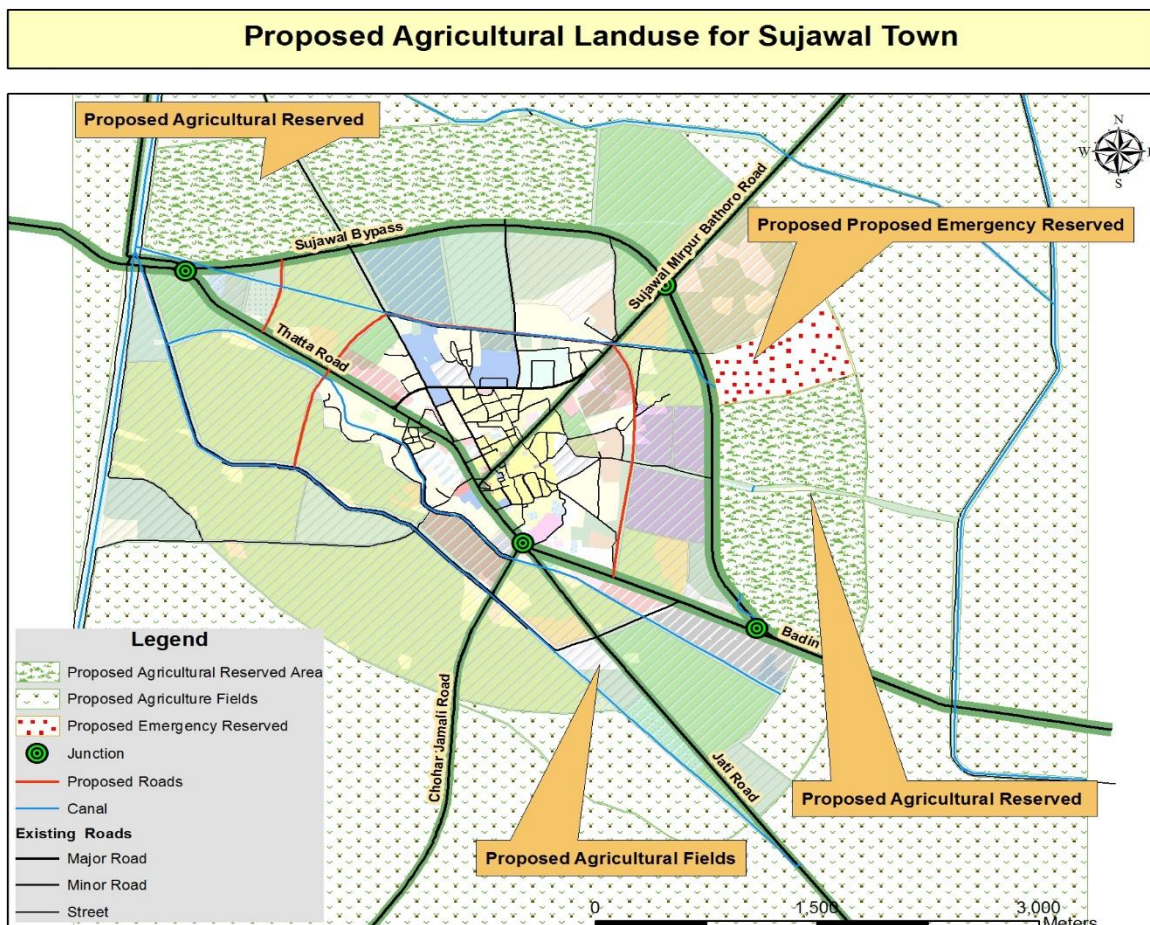 Proposed Agricultural Landuse for Sujawal Town
Proposed Agricultural Reserved
N
W
S
Sujawal Bypass
Sujawal Mirpur Bathoro Road
Proposed Proposed Emergency Reserved
Thatta Road
Badin
Chohar Jamali Road
Jati Road
Proposed Agricultural Reserved
Proposed Agricultural Fields
Legend
Proposed Agricultural Reserved Area
Proposed Agriculture Fields
Proposed Emergency Reserved
Junction
Proposed Roads
Canal
Existing Roads
Major Road
Minor Road
Street
0 1,500 3,000
Meters